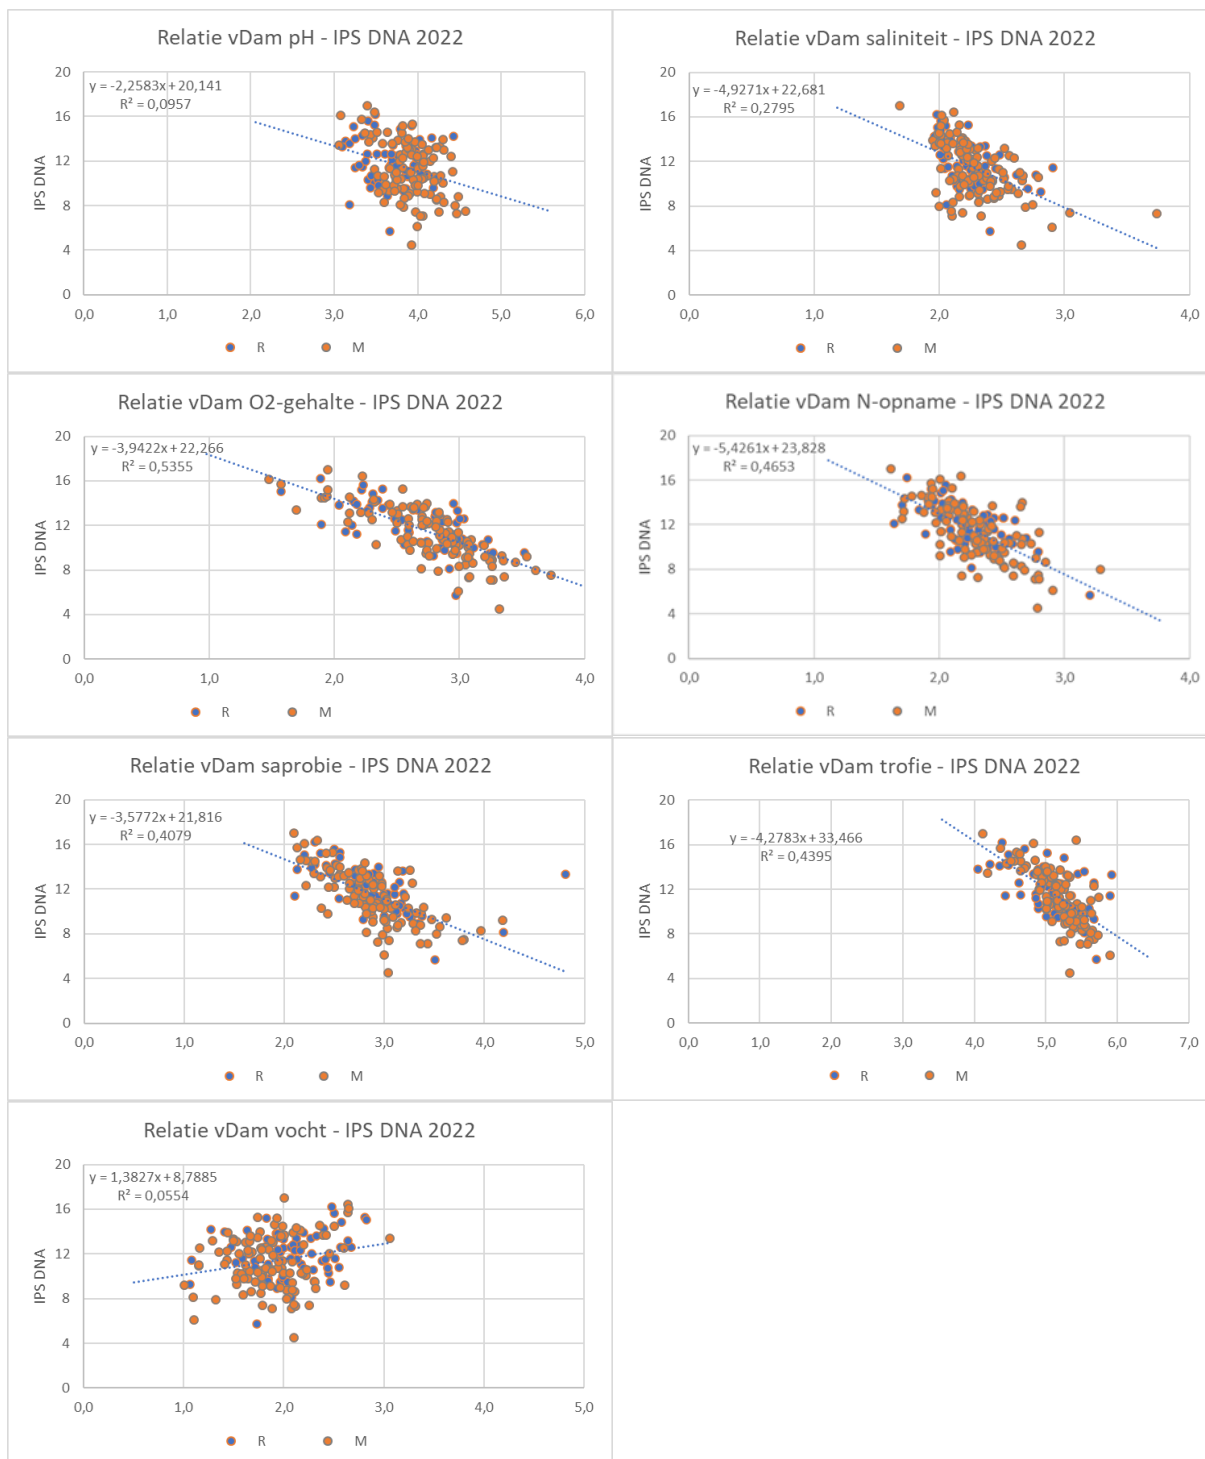 Relatie vDam pH - IPS DNA 2022
y = -2,2583x + 20,141
R² = 0,0957
IPS DNA
20
16
12
8
4
0
0,0 1,0 2,0 3,0 4,0 5,0 6,0
R M
Relatie vDam saliniteit - IPS DNA 2022
y = -4,9271x + 22,681
R² = 0,2795
IPS DNA
20
16
12
8
4
0
0,0 1,0 2,0 3,0 4,0
R M
Relatie vDam O2-gehalte - IPS DNA 2022
y = -3,9422x + 22,266
R² = 0,5355
IPS DNA
20
16
12
8
4
0
0,0 1,0 2,0 3,0 4,0
R M
Relatie vDam N-opname - IPS DNA 2022
y = -5,4261x + 23,828
R² = 0,4653
IPS DNA
20
16
12
8
4
0
0,0 1,0 2,0 3,0 4,0
R M
Relatie vDam saprobie - IPS DNA 2022
y = -3,5772x + 21,816
R² = 0,4079
IPS DNA
20
16
12
8
4
0
0,0 1,0 2,0 3,0 4,0 5,0
R M
Relatie vDam trofie - IPS DNA 2022
y = -4,2783x + 33,466
R² = 0,4395
IPS DNA
20
16
12
8
4
0
0,0 1,0 2,0 3,0 4,0 5,0 6,0 7,0
R M
Relatie vDam vocht - IPS DNA 2022
y = 1,3827x + 8,7885
R² = 0,0554
IPS DNA
20
16
12
8
4
0
0,0 1,0 2,0 3,0 4,0 5,0
R M